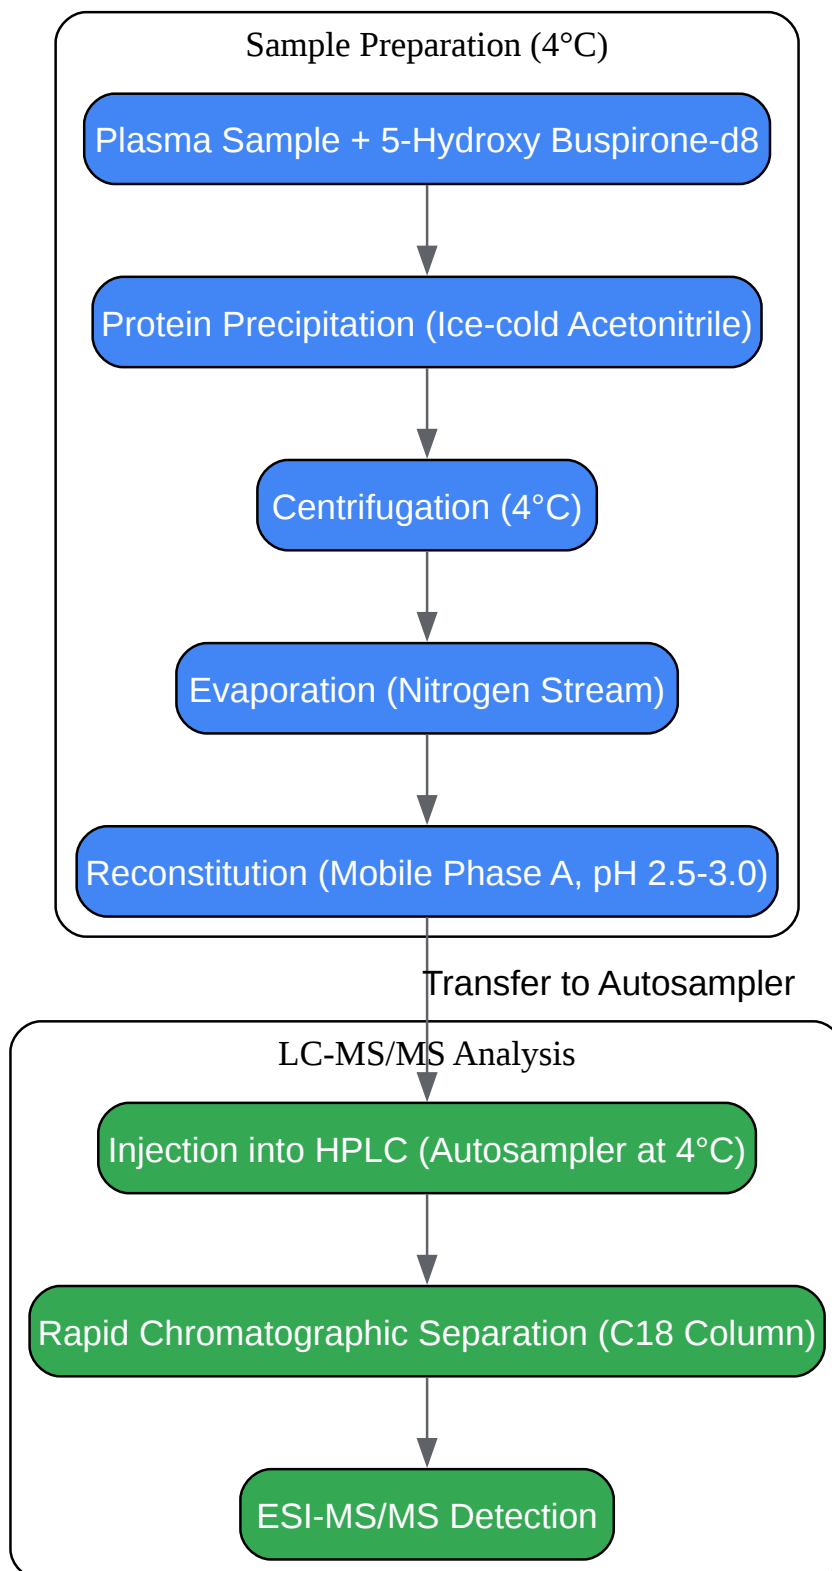 Sample Preparation (4°C)
Plasma Sample + 5-Hydroxy Buspirone-d8
Protein Precipitation (Ice-cold Acetonitrile)
Centrifugation (4°C)
Evaporation (Nitrogen Stream)
Reconstitution (Mobile Phase A, pH 2.5-3.0)
Transfer to Autosampler
LC-MS/MS Analysis
Injection into HPLC (Autosampler at 4°C)
Rapid Chromatographic Separation (C18 Column)
ESI-MS/MS Detection